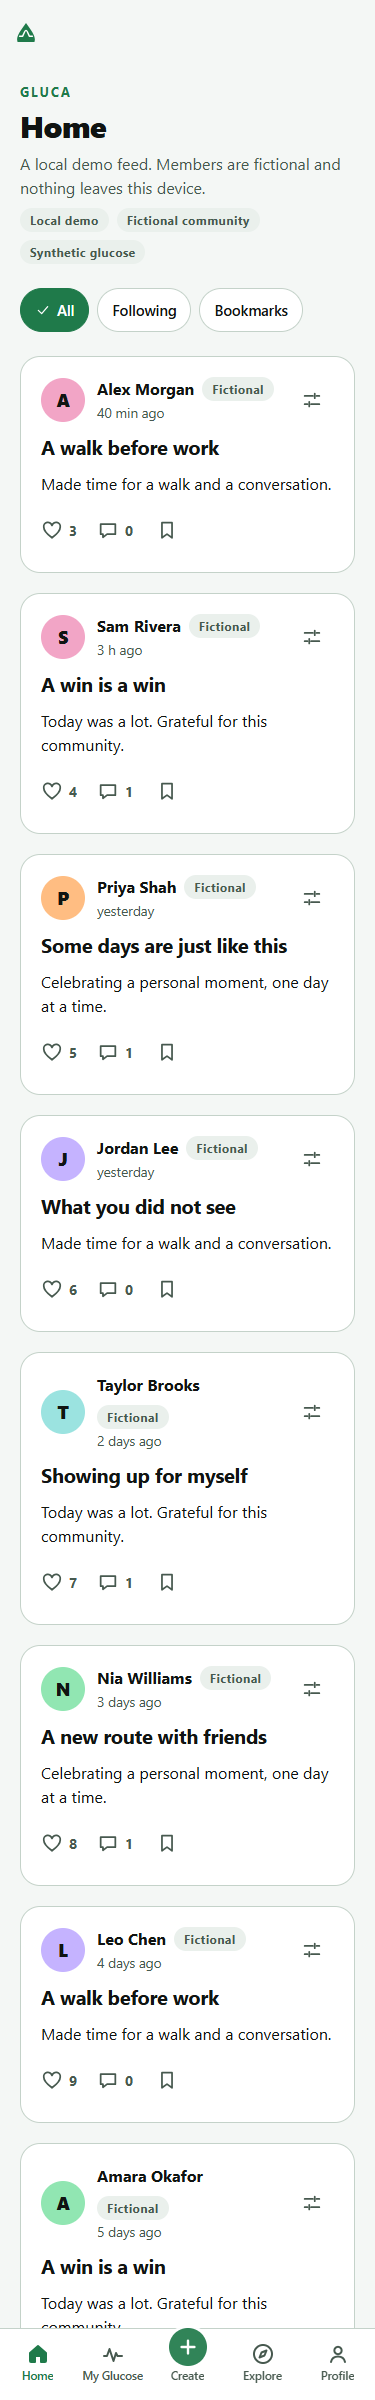 GLUCA
Home
A local demo feed. Members are fictional and
nothing leaves this device.
Local demo Fictional community
Synthetic glucose
All Following Bookmarks
A Alex Morgan Fictional
40 min ago
A walk before work
Made time for a walk and a conversation.
3 0
S Sam Rivera Fictional
3 h ago
A win is a win
Today was a lot. Grateful for this
community.
4 1
P Priya Shah Fictional
yesterday
Some days are just like this
Celebrating a personal moment, one day
at a time.
5 1
J Jordan Lee Fictional
yesterday
What you did not see
Made time for a walk and a conversation.
6 0
Taylor Brooks
T Fictional
2 days ago
Showing up for myself
Today was a lot. Grateful for this
community.
7 1
N Nia Williams Fictional
3 days ago
A new route with friends
Celebrating a personal moment, one day
at a time.
8 1
L Leo Chen Fictional
4 days ago
A walk before work
Made time for a walk and a conversation.
9 0
Amara Okafor
A Fictional
5 days ago
A win is a win
Today was a lot. Grateful for this
community.
Home My Glucose Create Explore Profile